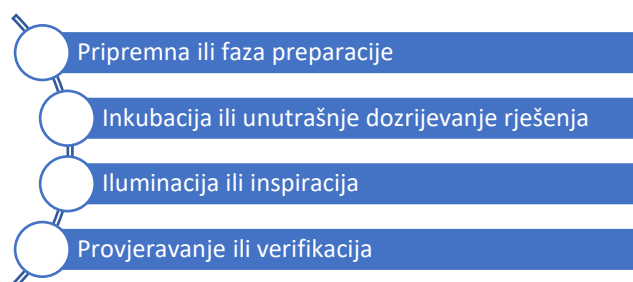 Pripremna ili faza preparacije
Inkubacija ili unutrašnje dozrijevanje rješenja
Iluminacija ili inspiracija
Provjeravanje ili verifikacija